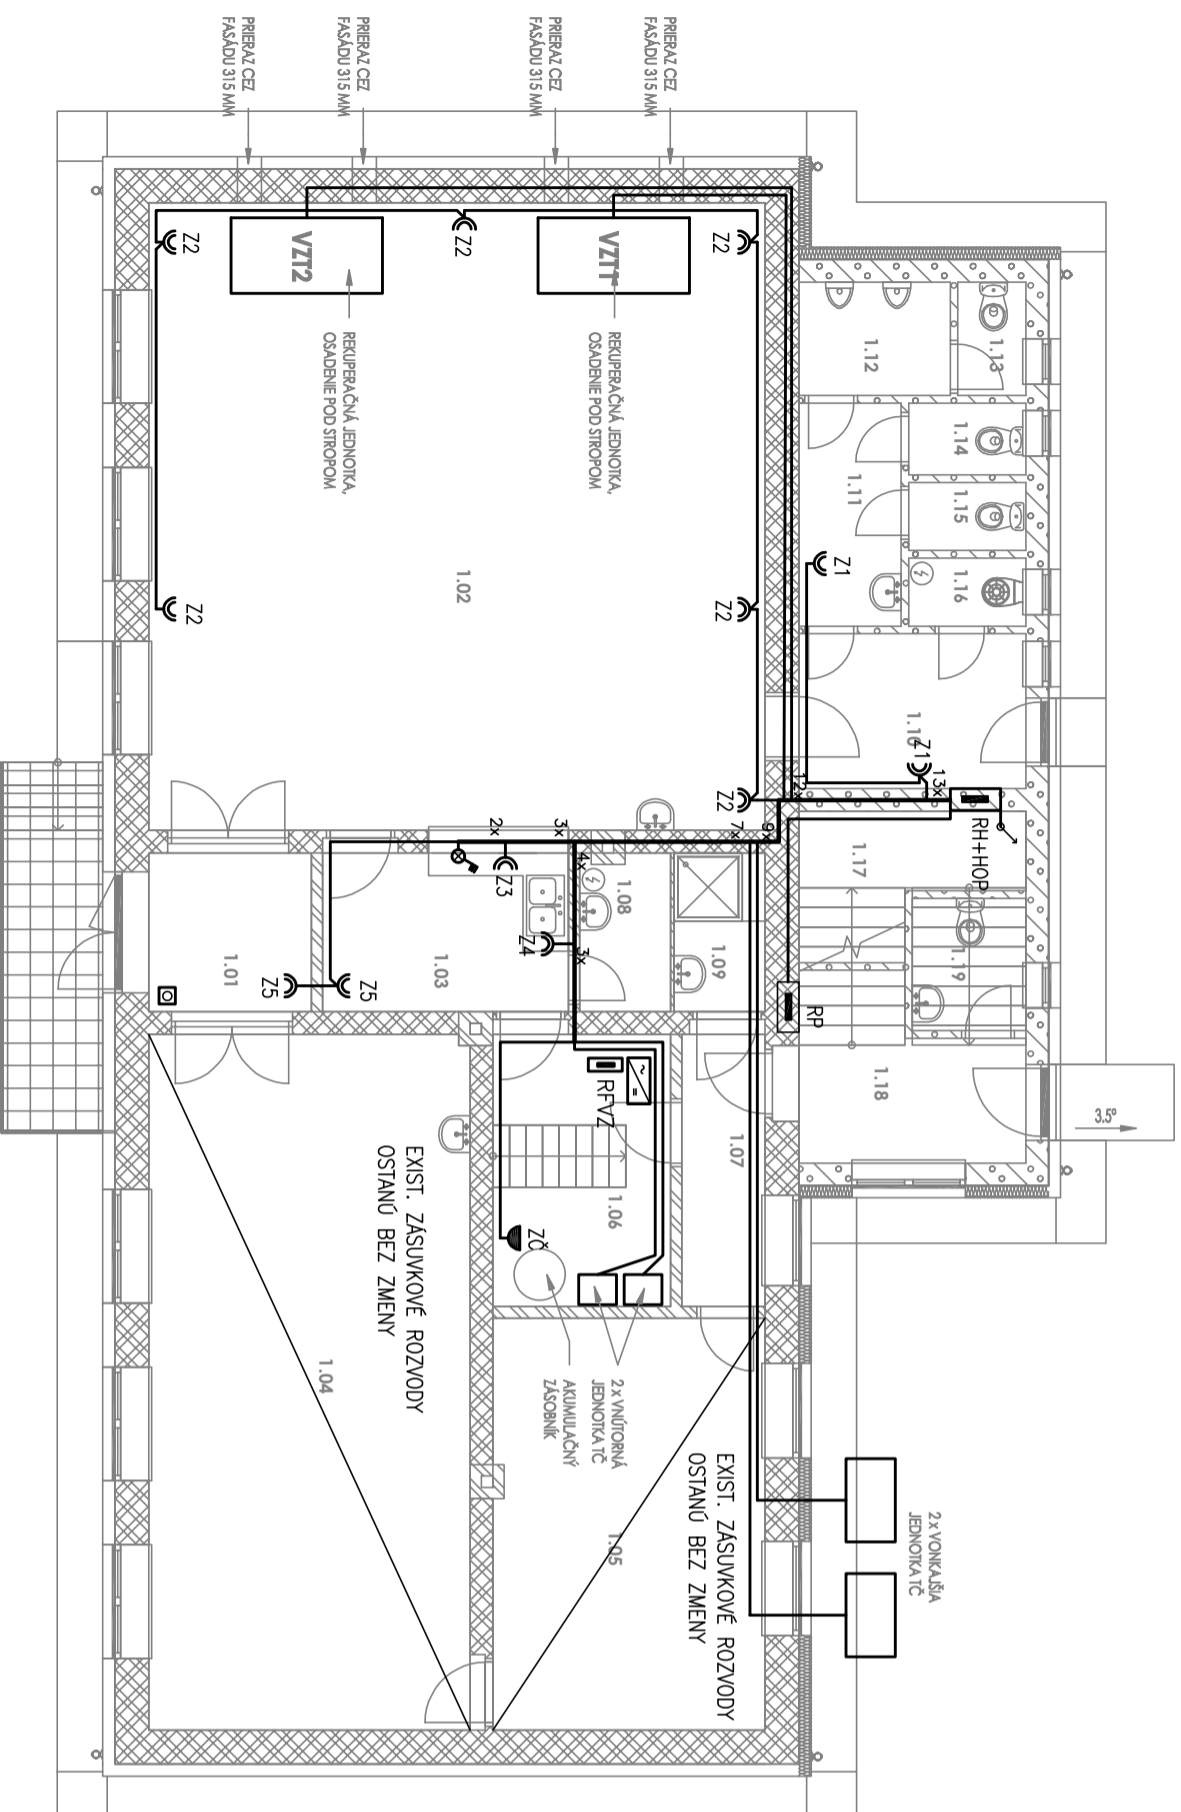 PRIERAZ CEZ
FASÁDU 315 MM
PRIERAZ CEZ
FASÁDU 315 MM
PRIERAZ CEZ
FASÁDU 315 MM
PRIERAZ CEZ
FASÁDU 315 MM
VZT1
VZT2
REKUPERAČNÁ JEDNOTKA,
OSADENIE POD STROPOM
REKUPERAČNÁ JEDNOTKA,
OSADENIE POD STROPOM
Z2
Z2
Z2
Z2
Z2
Z2
1.02
1.13
1.12
1.14
1.11
1.15
1.16
Z1
1.10
Z1
13x
12x
RH+HOP
9x
7x
3x
2x
4x
3x
Z3
Z4
Z5
Z5
1.17
1.19
1.08
1.09
1.03
1.01
RP
1.18
3.5°
1.07
RFVZ
~
=
1.06
ZČ
2 x VNÚTORNÁ
JEDNOTKA TČ
AKUMULAČNÝ
ZÁSOBNÍK
EXIST. ZÁSUVKOVÉ ROZVODY
OSTANÚ BEZ ZMENY
1.04
EXIST. ZÁSUVKOVÉ ROZVODY
OSTANÚ BEZ ZMENY
1.05
2 x VONKAJŠIA
JEDNOTKA TČ